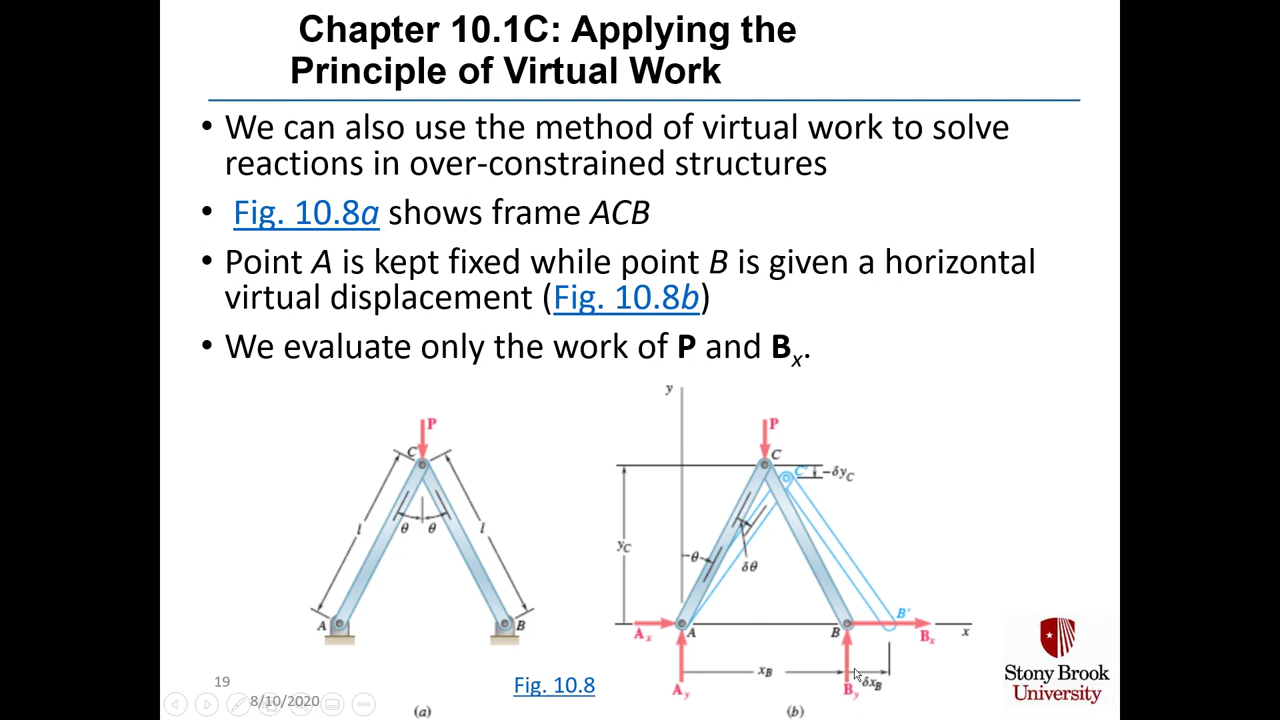 Chapter 10.1C: Applying the
Principle of Virtual Work
• We can also use the method of virtual work to solve
reactions in over-constrained structures
• Fig. 10.8a shows frame ACB
• Point A is kept fixed while point B is given a horizontal
virtual displacement (Fig. 10.8b)
• We evaluate only the work of P and Bx.
P
C
θ θ
l
l
A
B
(a)
y
P
C
C'
−δyC
yC
θ
δθ
Ax
A
B
B'
Bx
x
xB
δxB
Ay
By
(b)
Fig. 10.8
19
8/10/2020
Stony Brook
University